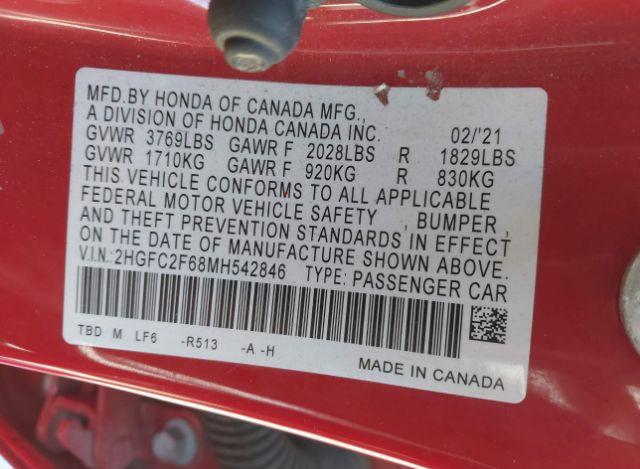 MFD.BY HONDA OF CANADA MFG.,
A DIVISION OF HONDA CANADA INC. 02/'21
GVWR 3769LBS GAWR F 2028LBS R 1829LBS
GVWR 1710KG GAWR F 920KG R 830KG
THIS VEHICLE CONFORMS TO ALL APPLICABLE
FEDERAL MOTOR VEHICLE SAFETY , BUMPER,
AND THEFT PREVENTION STANDARDS IN EFFECT
ON THE DATE OF MANUFACTURE SHOWN ABOVE.
V.I.N.:2HGFC2F68MH542846 TYPE: PASSENGER CAR
TBD M LF6 -R513 -A -H
MADE IN CANADA